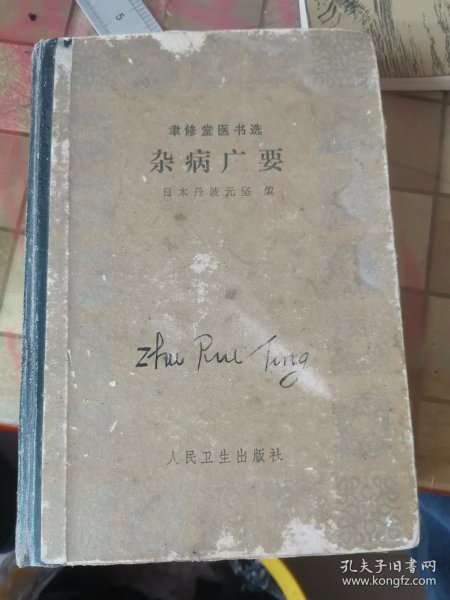 5
聿修堂医书选
杂病广要
日本丹波元坚 编
Zhu Rui Ting
人民卫生出版社
孔夫子旧书网
www.kongfz.com